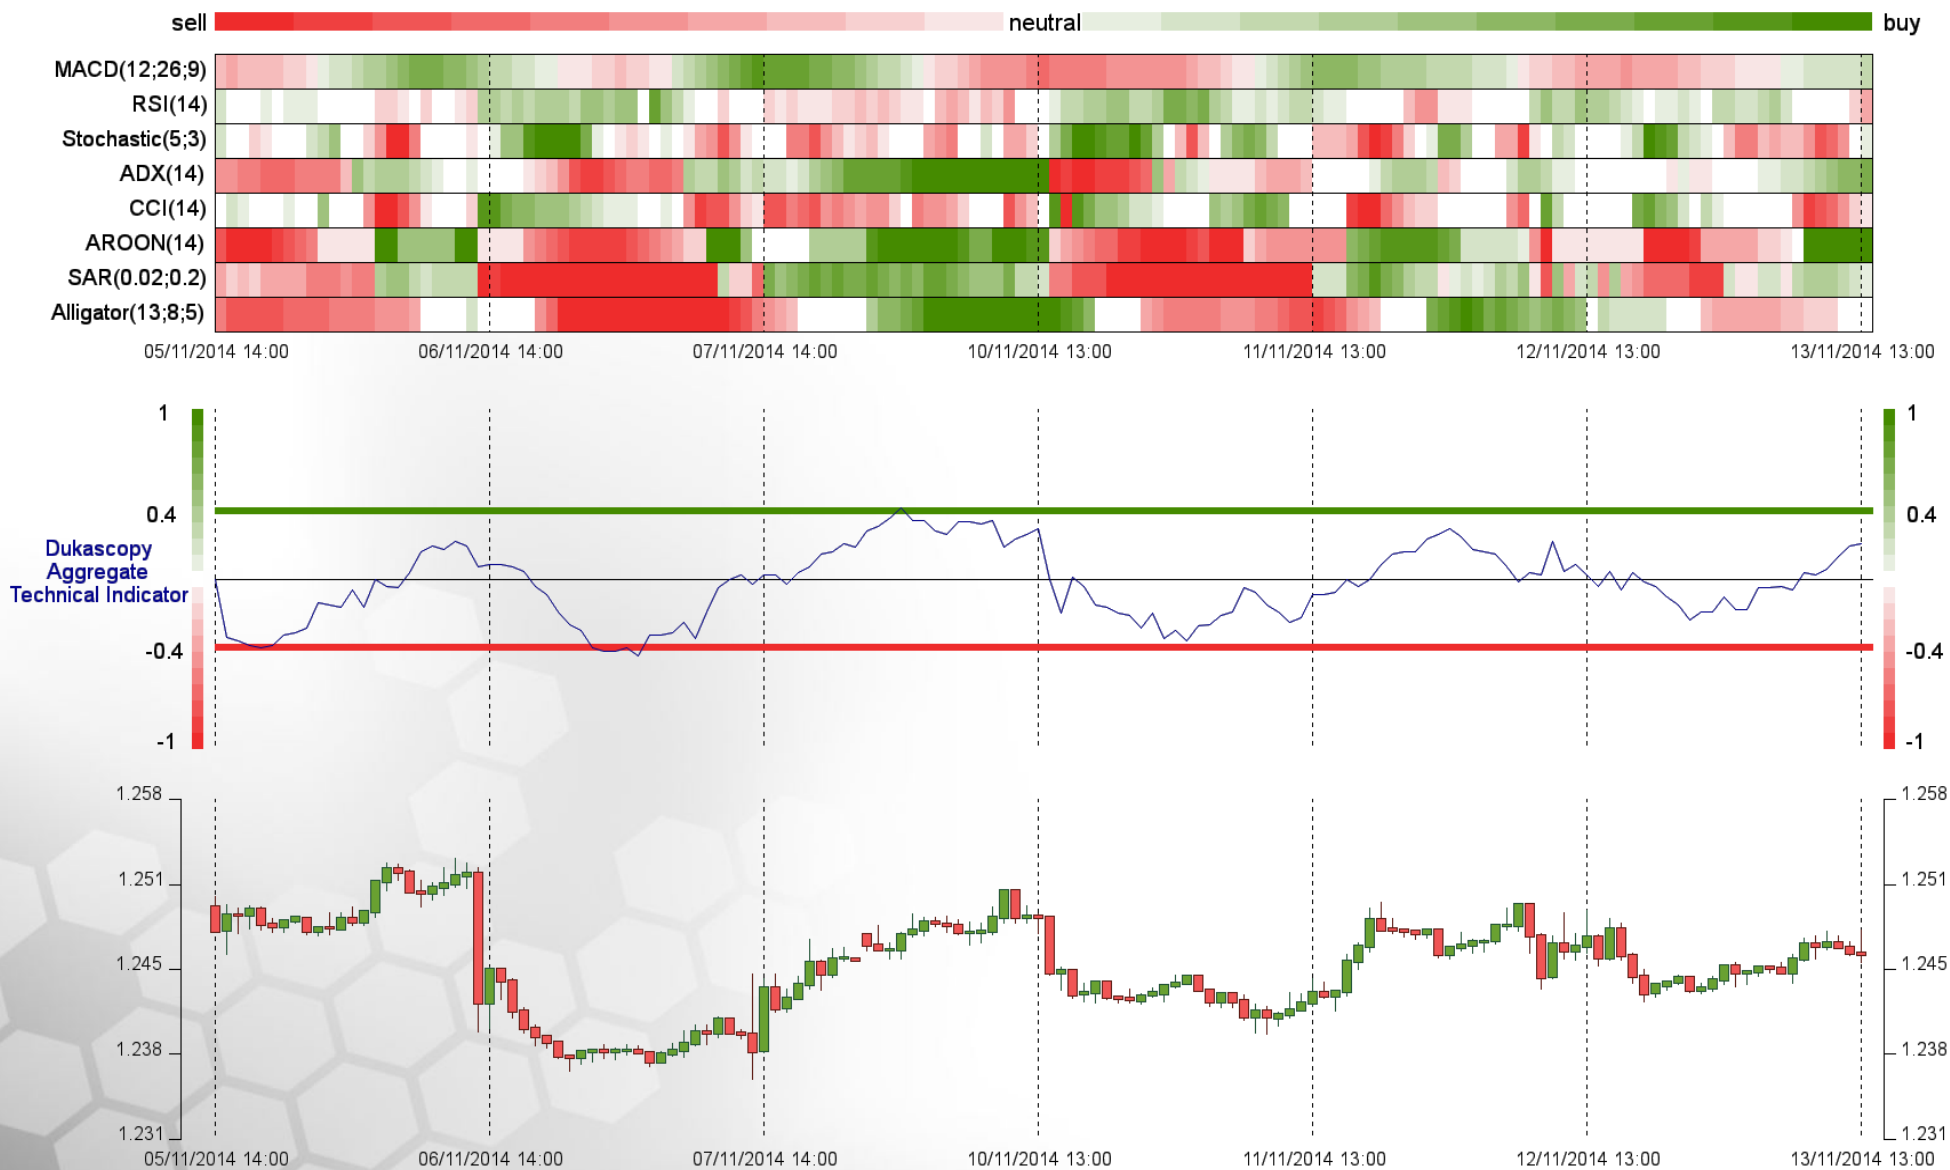 sell neutral buy
MACD(12;26;9)
RSI(14)
Stochastic(5;3)
ADX(14)
CCI(14)
AROON(14)
SAR(0.02;0.2)
Alligator(13;8;5)
05/11/2014 14:00 06/11/2014 14:00 07/11/2014 14:00 10/11/2014 13:00 11/11/2014 13:00 12/11/2014 13:00 13/11/2014 13:00
1 1
0.4 0.4
Dukascopy
Aggregate
Technical Indicator
-0.4 -0.4
-1 -1
1.258 1.258
1.251 1.251
1.245 1.245
1.238 1.238
1.231 1.231
05/11/2014 14:00 06/11/2014 14:00 07/11/2014 14:00 10/11/2014 13:00 11/11/2014 13:00 12/11/2014 13:00 13/11/2014 13:00